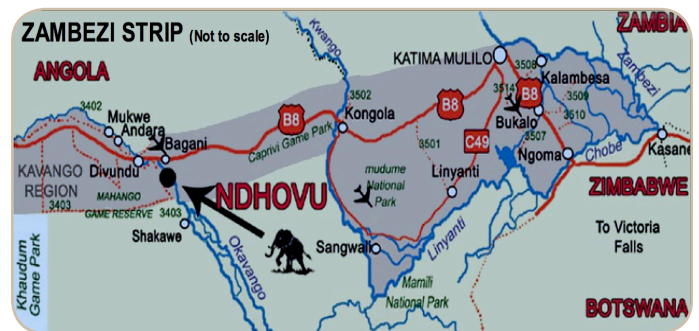 ZAMBEZI STRIP (Not to scale)
ZAMBIA
ANGOLA
Kwango
KATIMA MULILO
3508
Kalambesa
Zambezi
3402
Mukwe
Andara
Bagani
B8
Caprivi Game Park
3502
Kongola
B8
3514
B8
3509
3510
Bukalo
3507
C49
3501
Ngoma
Chobe
Kasane
Divundu
KAVANGO
REGION
MAHANGO
GAME RESERVE
3403
3403
NDHOVU
mudume
National
Park
Linyanti
ZIMBABWE
Shakawe
Okavango
Sangwali
Linyanti
To Victoria
Falls
Khaudum
Game Park
Mamili
National Park
BOTSWANA